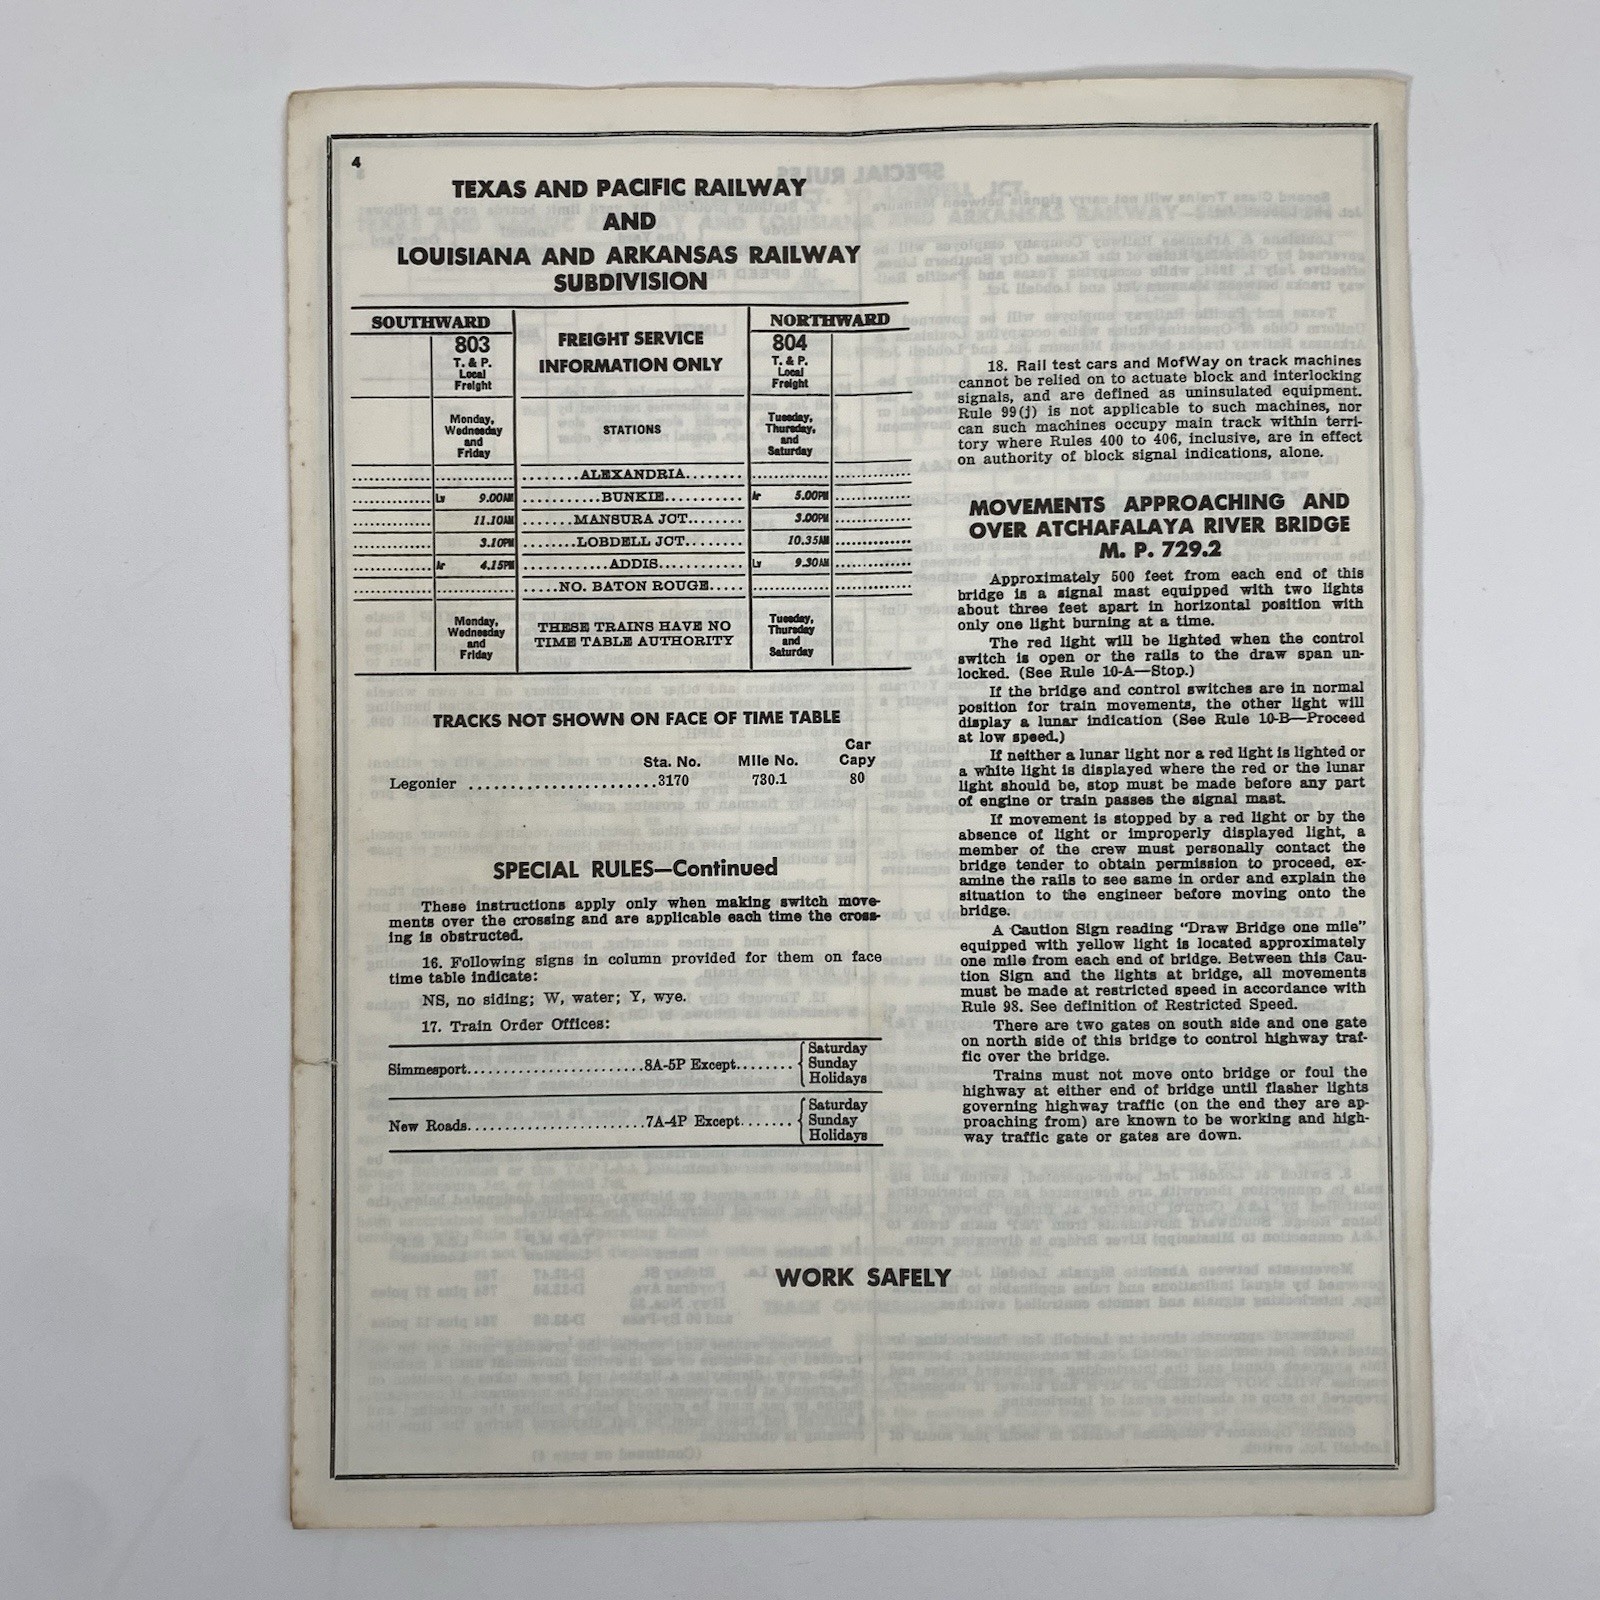 4
TEXAS AND PACIFIC RAILWAY
AND
LOUISIANA AND ARKANSAS RAILWAY
SUBDIVISION
SOUTHWARD
FREIGHT SERVICE
INFORMATION ONLY
NORTHWARD
803
T. & P.
Local
Freight
804
T. & P.
Local
Freight
Monday,
Wednesday
and
Friday
STATIONS
Tuesday,
Thursday,
and
Saturday
........ALEXANDRIA........
Lv 9.00AM ..........BUNKIE.......... Ar 5.00PM
11.10AM .......MANSURA JCT....... 3.00PM
3.10PM ........LOBDELL JCT........ 10.35AM
Ar 4.15PM ...........ADDIS........... Lv 9.30AM
.....NO. BATON ROUGE.....
Monday,
Wednesday
and
Friday
THESE TRAINS HAVE NO
TIME TABLE AUTHORITY
Tuesday,
Thursday
and
Saturday
TRACKS NOT SHOWN ON FACE OF TIME TABLE
Sta. No. Mile No. Car Capy
Legonier ........................3170 730.1 80
SPECIAL RULES—Continued
These instructions apply only when making switch move-
ments over the crossing and are applicable each time the cross-
ing is obstructed.
16. Following signs in column provided for them on face
time table indicate:
NS, no siding; W, water; Y, wye.
17. Train Order Offices:
Simmesport........................8A-5P Except........ { Saturday
Sunday
Holidays
New Roads........................7A-4P Except....... { Saturday
Sunday
Holidays
18. Rail test cars and MofWay on track machines
cannot be relied on to actuate block and interlocking
signals, and are defined as uninsulated equipment.
Rule 99(j) is not applicable to such machines, nor
can such machines occupy main track within terri-
tory where Rules 400 to 406, inclusive, are in effect
on authority of block signal indications, alone.
MOVEMENTS APPROACHING AND
OVER ATCHAFALAYA RIVER BRIDGE
M. P. 729.2
Approximately 500 feet from each end of this
bridge is a signal mast equipped with two lights
about three feet apart in horizontal position with
only one light burning at a time.
The red light will be lighted when the control
switch is open or the rails to the draw span un-
locked. (See Rule 10-A—Stop.)
If the bridge and control switches are in normal
position for train movements, the other light will
display a lunar indication (See Rule 10-B—Proceed
at low speed.)
If neither a lunar light nor a red light is lighted or
a white light is displayed where the red or the lunar
light should be, stop must be made before any part
of engine or train passes the signal mast.
If movement is stopped by a red light or by the
absence of light or improperly displayed light, a
member of the crew must personally contact the
bridge tender to obtain permission to proceed, ex-
amine the rails to see same in order and explain the
situation to the engineer before moving onto the
bridge.
A Caution Sign reading "Draw Bridge one mile"
equipped with yellow light is located approximately
one mile from each end of bridge. Between this Cau-
tion Sign and the lights at bridge, all movements
must be made at restricted speed in accordance with
Rule 98. See definition of Restricted Speed.
There are two gates on south side and one gate
on north side of this bridge to control highway traf-
fic over the bridge.
Trains must not move onto bridge or foul the
highway at either end of bridge until flasher lights
governing highway traffic (on the end they are ap-
proaching from) are known to be working and high-
way traffic gate or gates are down.
WORK SAFELY